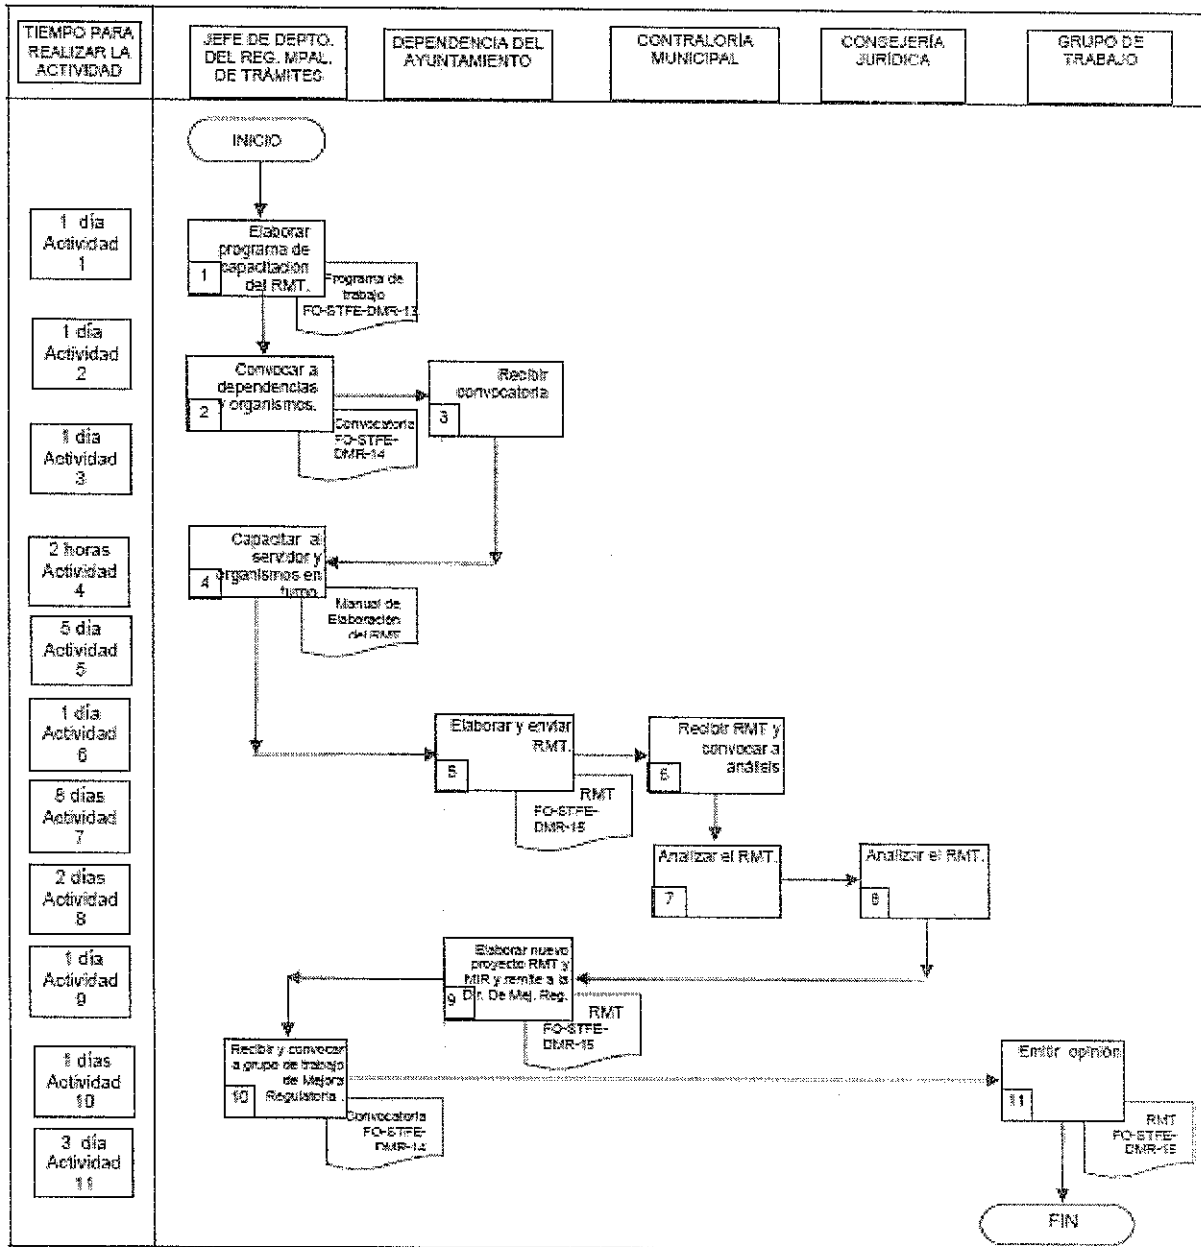 TIEMPO PARA
REALIZAR LA
ACTIVIDAD
JEFE DE DEPTO.
DEL REG. MPAL.
DE TRÁMITES
DEPENDENCIA DEL
AYUNTAMIENTO
CONTRALORÍA
MUNICIPAL
CONSEJERÍA
JURÍDICA
GRUPO DE
TRABAJO
INICIO
1 día
Actividad
1
Elaborar
programa de
capacitación
del RMT.
1
Programa de
trabajo
FO-STFE-DMR-13
1 día
Actividad
2
Convocar a
dependencias
y organismos.
2
Convocatoria
FO-STFE-
DMR-14
Recibir
convocatoria
3
1 día
Actividad
3
2 horas
Actividad
4
Capacitar al
servidor y
organismos en
turno.
4
Manual de
Elaboración
del RMT
5 día
Actividad
5
1 día
Actividad
6
Elaborar y enviar
RMT.
5
RMT
FO-STFE-
DMR-15
Recibir RMT y
convocar a
análisis
6
8 días
Actividad
7
Analizar el RMT.
7
Analizar el RMT.
8
2 días
Actividad
8
1 día
Actividad
9
Elaborar nuevo
proyecto RMT y
MIR y remite a la
Dir. De Mej. Reg.
9
RMT
FO-STFE-
DMR-15
1 días
Actividad
10
Recibir y convocar
a grupo de trabajo
de Mejora
Regulatoria .
10
Convocatoria
FO-STFE-
DMR-14
Emitir opinión
11
RMT
FO-STFE-
DMR-15
3 día
Actividad
11
FIN